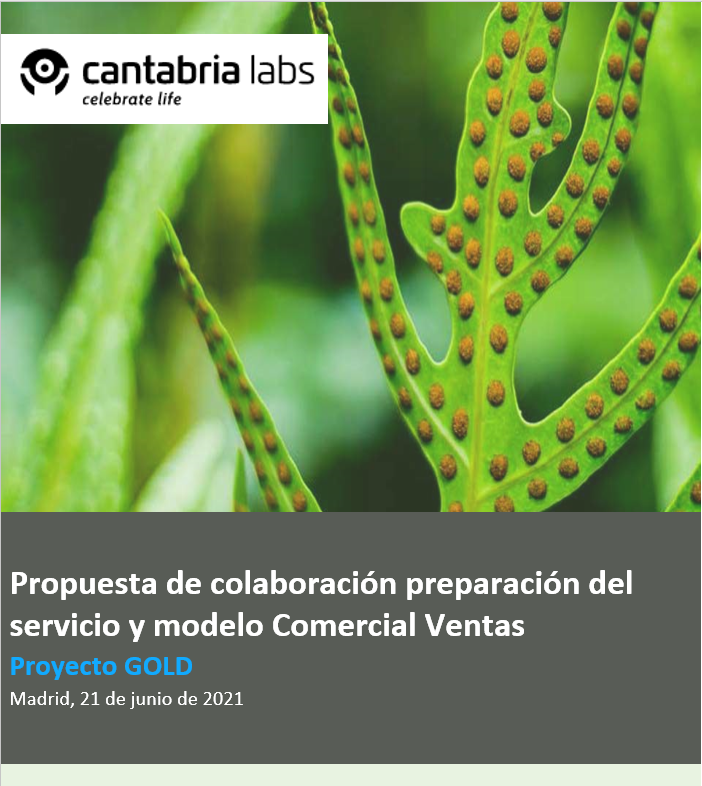 cantabria labs
celebrate life
Propuesta de colaboración preparación del
servicio y modelo Comercial Ventas
Proyecto GOLD
Madrid, 21 de junio de 2021